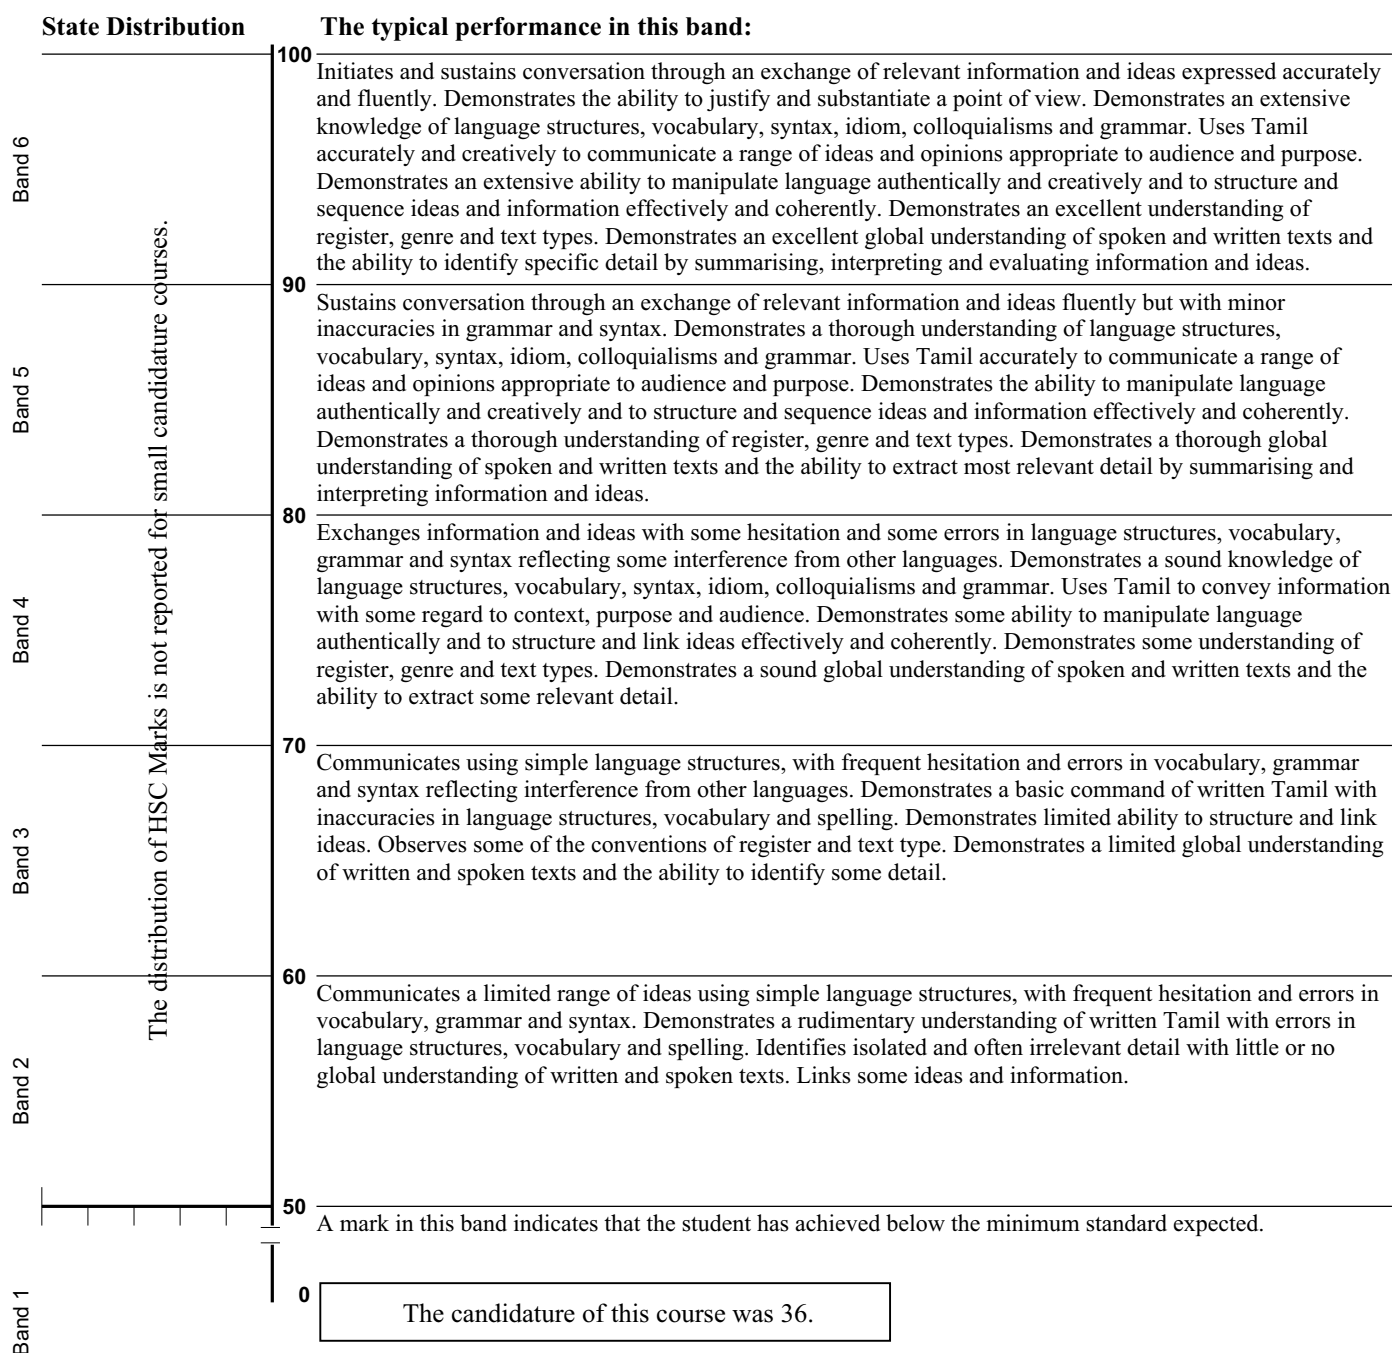 State Distribution
The typical performance in this band:
100
Band 6
Initiates and sustains conversation through an exchange of relevant information and ideas expressed accurately
and fluently. Demonstrates the ability to justify and substantiate a point of view. Demonstrates an extensive
knowledge of language structures, vocabulary, syntax, idiom, colloquialisms and grammar. Uses Tamil
accurately and creatively to communicate a range of ideas and opinions appropriate to audience and purpose.
Demonstrates an extensive ability to manipulate language authentically and creatively and to structure and
sequence ideas and information effectively and coherently. Demonstrates an excellent understanding of
register, genre and text types. Demonstrates an excellent global understanding of spoken and written texts and
the ability to identify specific detail by summarising, interpreting and evaluating information and ideas.
The distribution of HSC Marks is not reported for small candidature courses.
90
Band 5
Sustains conversation through an exchange of relevant information and ideas fluently but with minor
inaccuracies in grammar and syntax. Demonstrates a thorough understanding of language structures,
vocabulary, syntax, idiom, colloquialisms and grammar. Uses Tamil accurately to communicate a range of
ideas and opinions appropriate to audience and purpose. Demonstrates the ability to manipulate language
authentically and creatively and to structure and sequence ideas and information effectively and coherently.
Demonstrates a thorough understanding of register, genre and text types. Demonstrates a thorough global
understanding of spoken and written texts and the ability to extract most relevant detail by summarising and
interpreting information and ideas.
80
Band 4
Exchanges information and ideas with some hesitation and some errors in language structures, vocabulary,
grammar and syntax reflecting some interference from other languages. Demonstrates a sound knowledge of
language structures, vocabulary, syntax, idiom, colloquialisms and grammar. Uses Tamil to convey information
with some regard to context, purpose and audience. Demonstrates some ability to manipulate language
authentically and to structure and link ideas effectively and coherently. Demonstrates some understanding of
register, genre and text types. Demonstrates a sound global understanding of spoken and written texts and the
ability to extract some relevant detail.
70
Band 3
Communicates using simple language structures, with frequent hesitation and errors in vocabulary, grammar
and syntax reflecting interference from other languages. Demonstrates a basic command of written Tamil with
inaccuracies in language structures, vocabulary and spelling. Demonstrates limited ability to structure and link
ideas. Observes some of the conventions of register and text type. Demonstrates a limited global understanding
of written and spoken texts and the ability to identify some detail.
60
Band 2
Communicates a limited range of ideas using simple language structures, with frequent hesitation and errors in
vocabulary, grammar and syntax. Demonstrates a rudimentary understanding of written Tamil with errors in
language structures, vocabulary and spelling. Identifies isolated and often irrelevant detail with little or no
global understanding of written and spoken texts. Links some ideas and information.
50
A mark in this band indicates that the student has achieved below the minimum standard expected.
Band 1
0
The candidature of this course was 36.